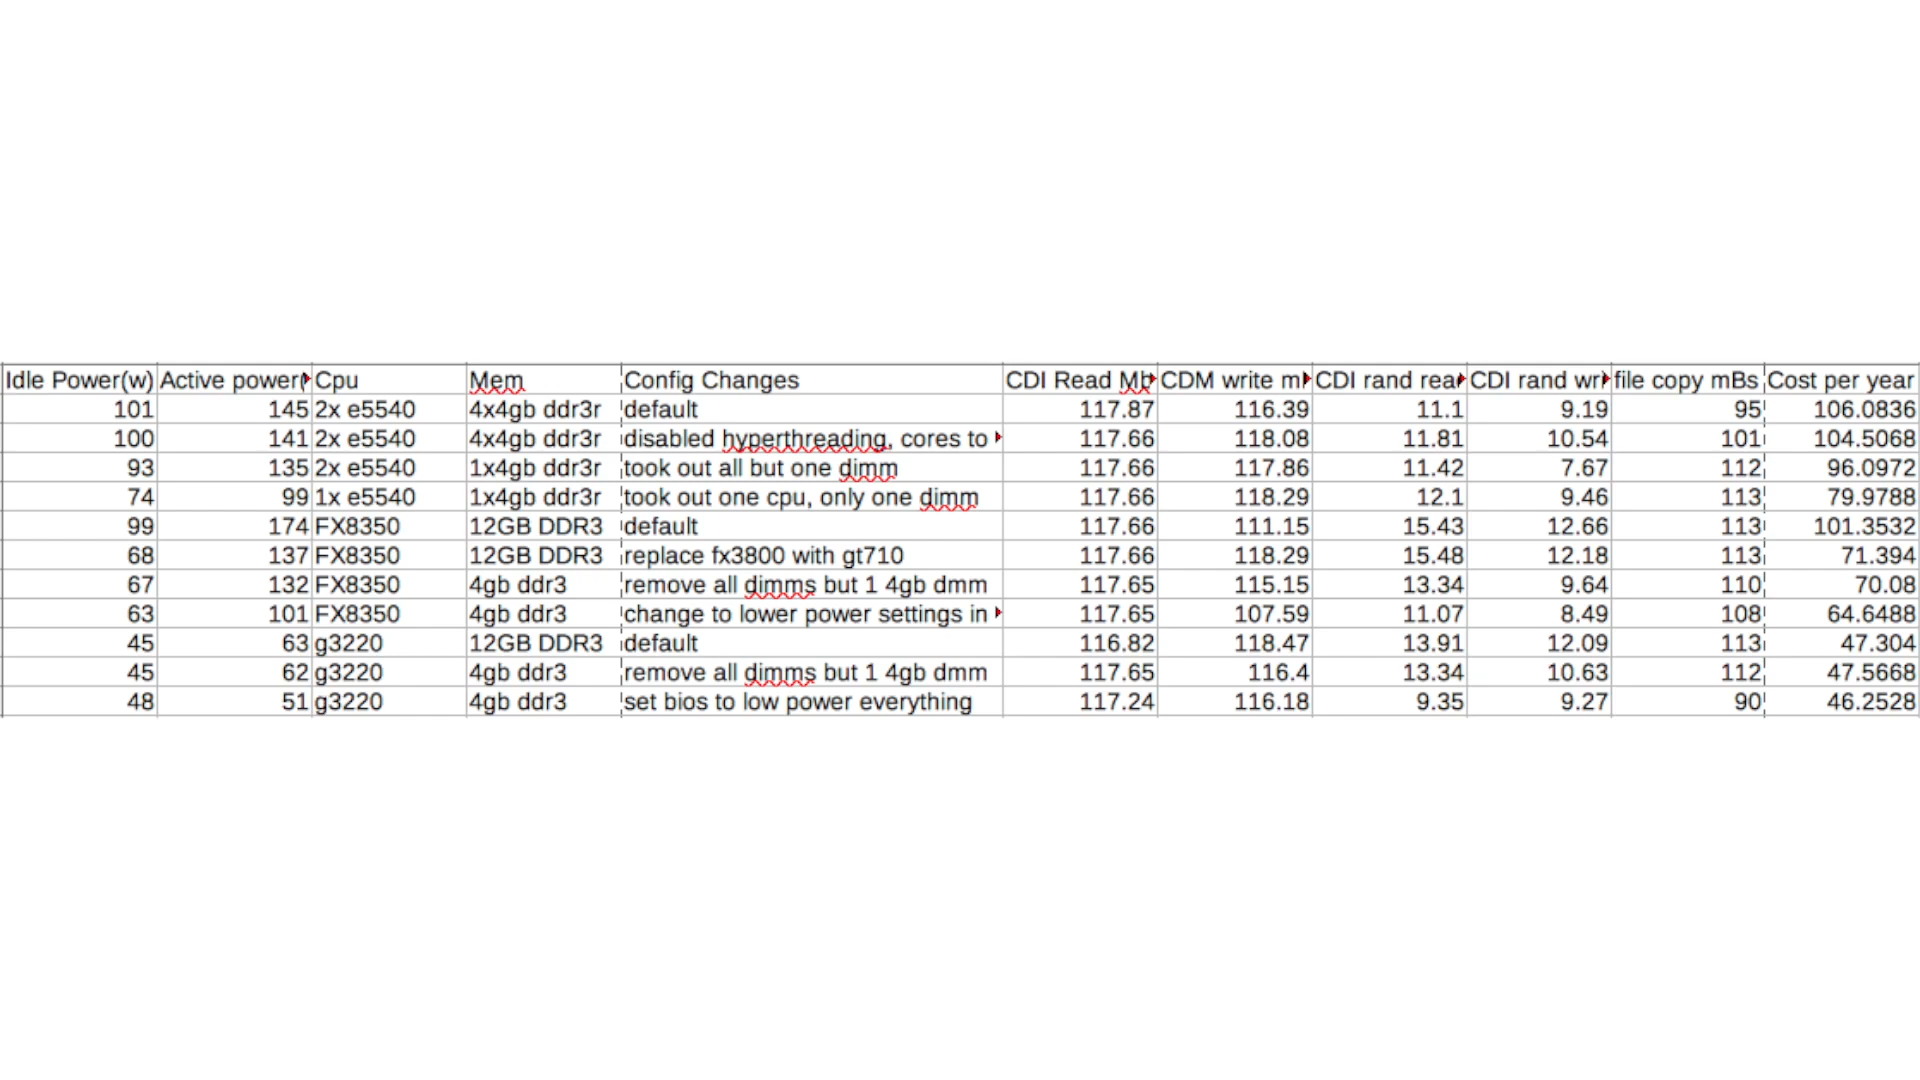 Idle Power(w) Active power( Cpu Mem Config Changes CDI Read Mb CDM write m CDI rand rea CDI rand wri file copy mBs Cost per year
101 145 2x e5540 4x4gb ddr3r default 117.87 116.39 11.1 9.19 95 106.0836
100 141 2x e5540 4x4gb ddr3r disabled hyperthreading, cores to 117.66 118.08 11.81 10.54 101 104.5068
93 135 2x e5540 1x4gb ddr3r took out all but one dimm 117.66 117.86 11.42 7.67 112 96.0972
74 99 1x e5540 1x4gb ddr3r took out one cpu, only one dimm 117.66 118.29 12.1 9.46 113 79.9788
99 174 FX8350 12GB DDR3 default 117.66 111.15 15.43 12.66 113 101.3532
68 137 FX8350 12GB DDR3 replace fx3800 with gt710 117.66 118.29 15.48 12.18 113 71.394
67 132 FX8350 4gb ddr3 remove all dimms but 1 4gb dmm 117.65 115.15 13.34 9.64 110 70.08
63 101 FX8350 4gb ddr3 change to lower power settings in 117.65 107.59 11.07 8.49 108 64.6488
45 63 g3220 12GB DDR3 default 116.82 118.47 13.91 12.09 113 47.304
45 62 g3220 4gb ddr3 remove all dimms but 1 4gb dmm 117.65 116.4 13.34 10.63 112 47.5668
48 51 g3220 4gb ddr3 set bios to low power everything 117.24 116.18 9.35 9.27 90 46.2528